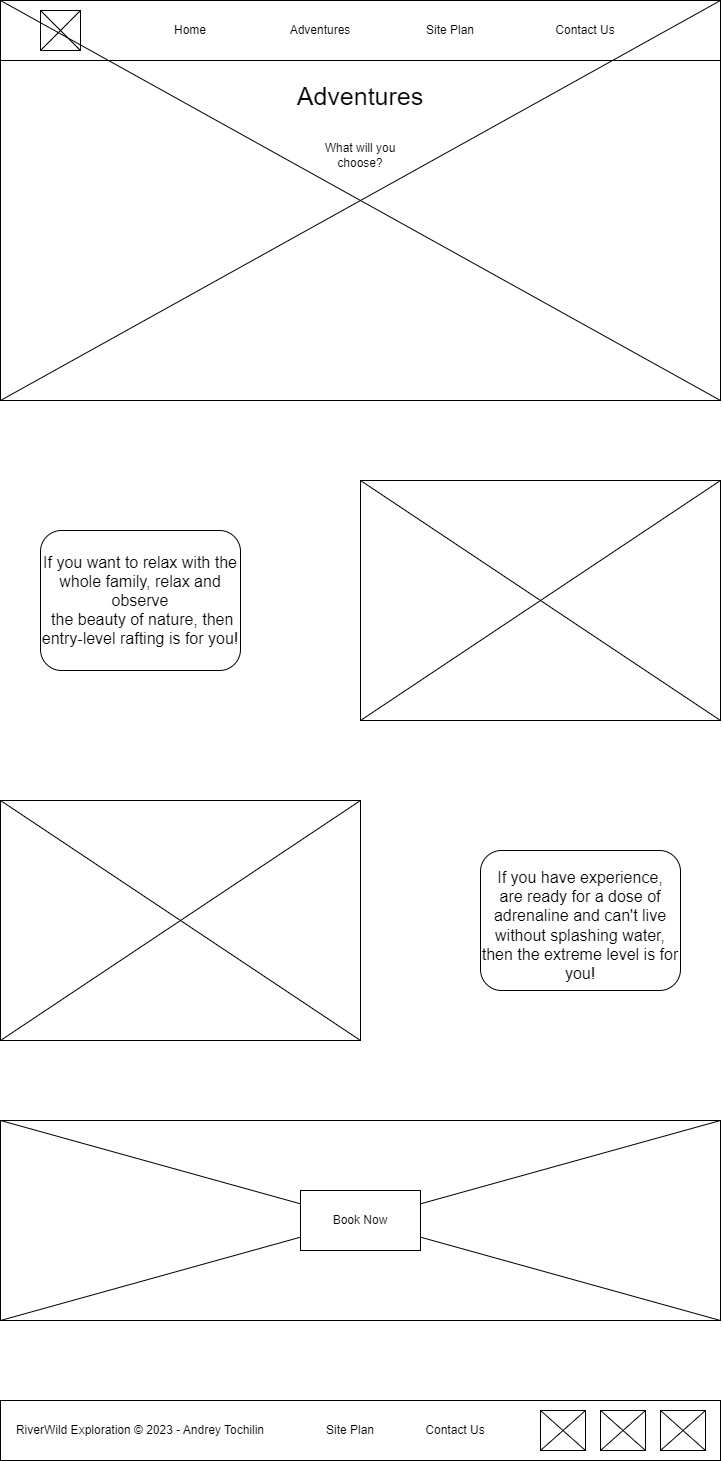 Home
Adventures
Site Plan
Contact Us
Adventures
What will you
choose?
If you want to relax with the
whole family, relax and
observe
the beauty of nature, then
entry-level rafting is for you!
If you have experience,
are ready for a dose of
adrenaline and can't live
without splashing water,
then the extreme level is for
you!
Book Now
RiverWild Exploration © 2023 - Andrey Tochilin
Site Plan
Contact Us